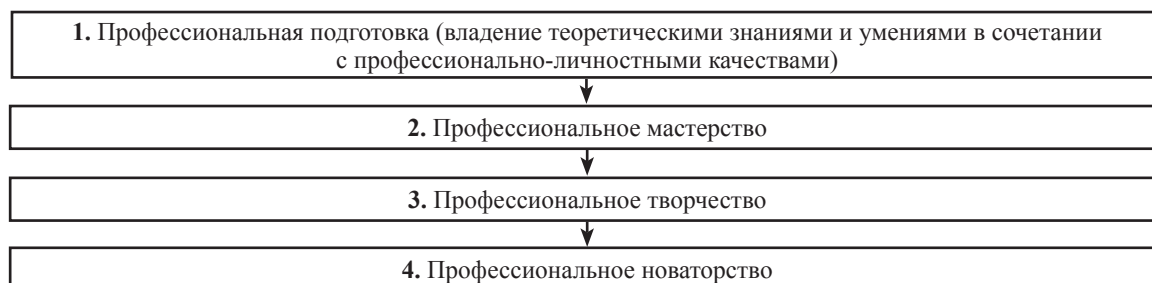 1. Профессиональная подготовка (владение теоретическими знаниями и умениями в сочетании
с профессионально-личностными качествами)
2. Профессиональное мастерство
3. Профессиональное творчество
4. Профессиональное новаторство